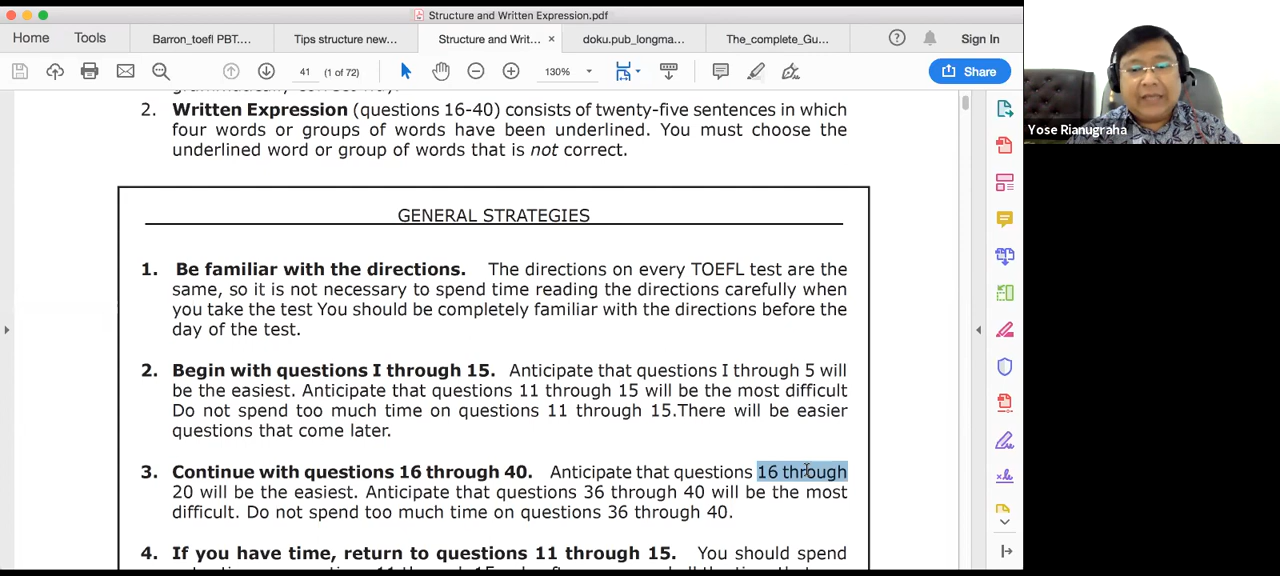 Structure and Written Expression.pdf
Home Tools Barron_toefl PBT.... Tips structure new... Structure and Writ... × doku.pub_longma... The_complete_Gu... Sign In
41 (1 of 72) 130% Share
2. Written Expression (questions 16-40) consists of twenty-five sentences in which
four words or groups of words have been underlined. You must choose the
underlined word or group of words that is not correct.
GENERAL STRATEGIES
1. Be familiar with the directions. The directions on every TOEFL test are the
same, so it is not necessary to spend time reading the directions carefully when
you take the test You should be completely familiar with the directions before the
day of the test.
2. Begin with questions I through 15. Anticipate that questions I through 5 will
be the easiest. Anticipate that questions 11 through 15 will be the most difficult
Do not spend too much time on questions 11 through 15.There will be easier
questions that come later.
3. Continue with questions 16 through 40. Anticipate that questions 16 through
20 will be the easiest. Anticipate that questions 36 through 40 will be the most
difficult. Do not spend too much time on questions 36 through 40.
4. If you have time, return to questions 11 through 15. You should spend
Yose Rianugraha